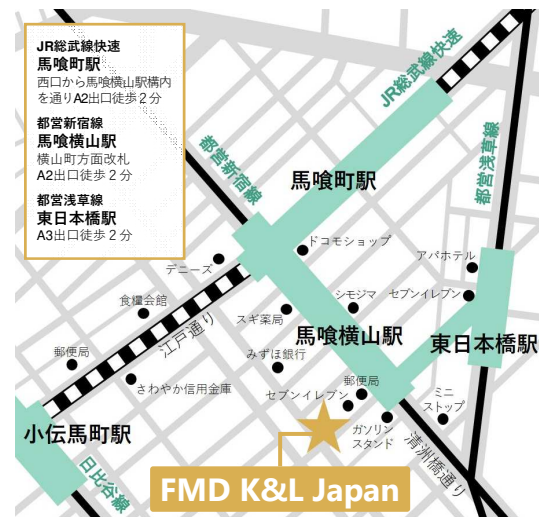 JR総武線快速
馬喰町駅
西口から馬喰横山駅構内
を通りA2出口徒歩2分
都営新宿線
馬喰横山駅
横山町方面改札
A2出口徒歩2分
都営浅草線
東日本橋駅
A3出口徒歩2分
JR総武線快速
都営新宿線
都営浅草線
馬喰町駅
ドコモショップ
デニーズ
アパホテル
食糧会館
シモジマ
セブンイレブン
スギ薬局
江戸通り
馬喰横山駅
東日本橋駅
郵便局
みずほ銀行
さわやか信用金庫
郵便局
セブンイレブン
ミニ
ストップ
ガソリン
スタンド
小伝馬町駅
清洲橋通り
日比谷線
FMD K&L Japan